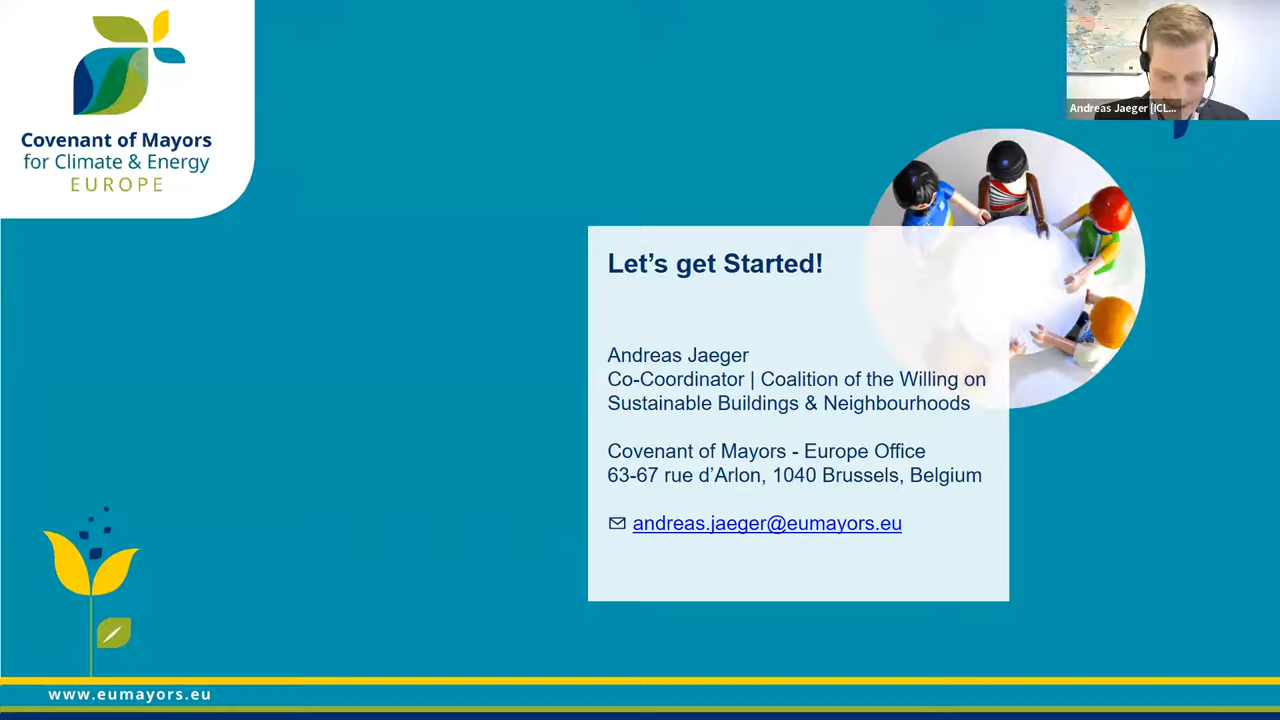 Covenant of Mayors
for Climate & Energy
EUROPE
Andreas Jaeger [ICL...
Let's get Started!
Andreas Jaeger
Co-Coordinator | Coalition of the Willing on
Sustainable Buildings & Neighbourhoods
Covenant of Mayors - Europe Office
63-67 rue d'Arlon, 1040 Brussels, Belgium
andreas.jaeger@eumayors.eu
www.eumayors.eu